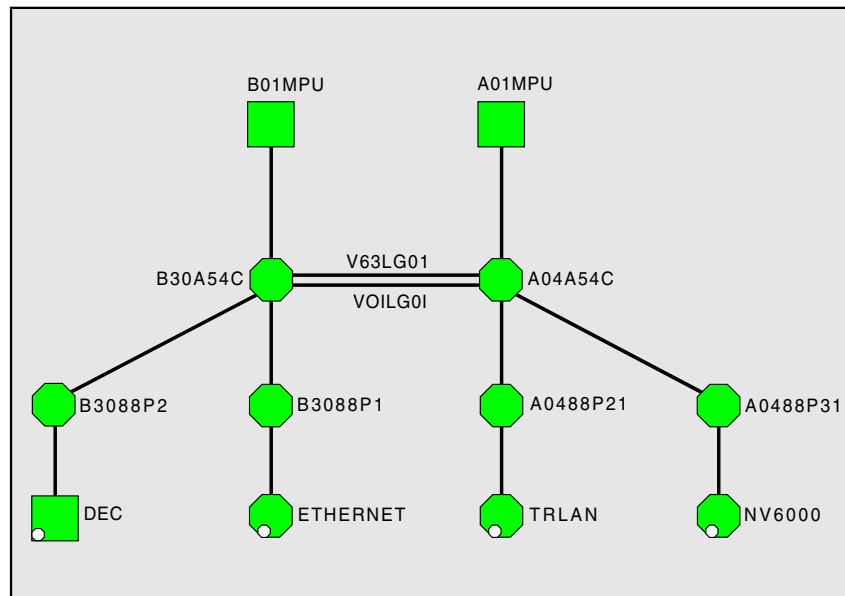 B01MPU
A01MPU
V63LG01
B30A54C
A04A54C
VOILG0I
B3088P2
B3088P1
A0488P21
A0488P31
DEC
ETHERNET
TRLAN
NV6000